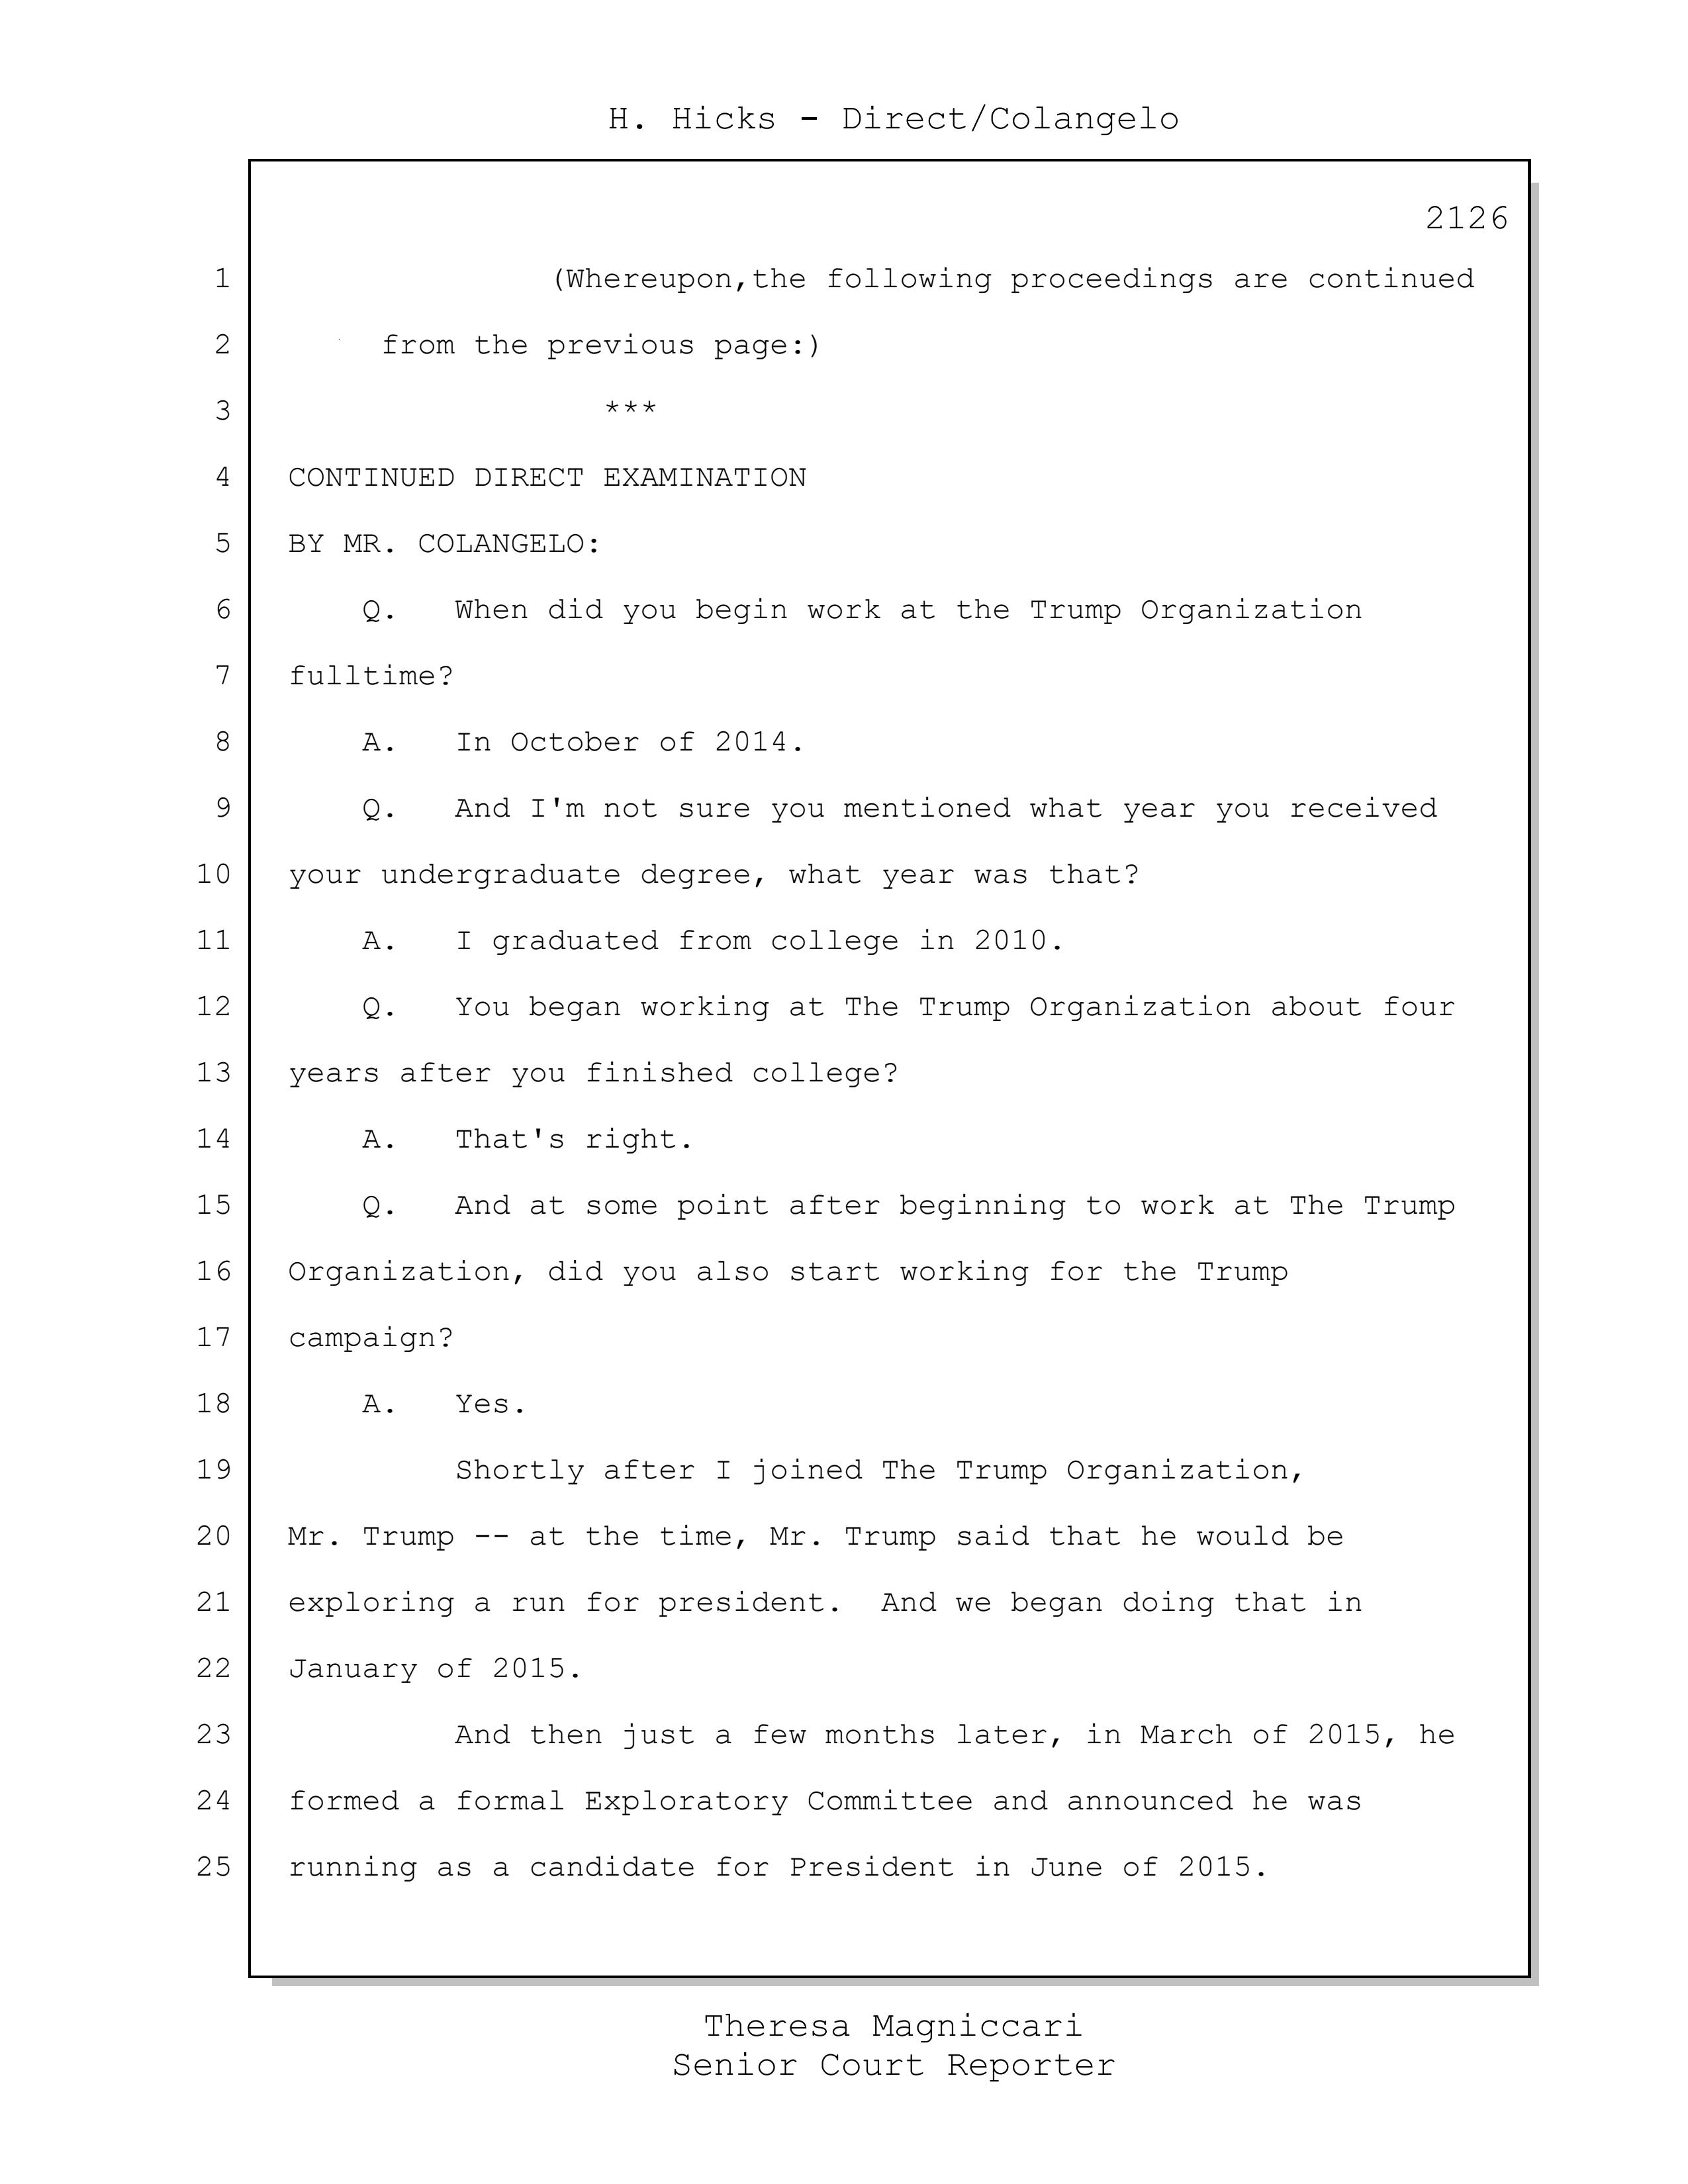 H. Hicks - Direct/Colangelo
2126
1 (Whereupon,the following proceedings are continued
2 from the previous page:)
3 ***
4 CONTINUED DIRECT EXAMINATION
5 BY MR. COLANGELO:
6 Q. When did you begin work at the Trump Organization
7 fulltime?
8 A. In October of 2014.
9 Q. And I'm not sure you mentioned what year you received
10 your undergraduate degree, what year was that?
11 A. I graduated from college in 2010.
12 Q. You began working at The Trump Organization about four
13 years after you finished college?
14 A. That's right.
15 Q. And at some point after beginning to work at The Trump
16 Organization, did you also start working for the Trump
17 campaign?
18 A. Yes.
19 Shortly after I joined The Trump Organization,
20 Mr. Trump -- at the time, Mr. Trump said that he would be
21 exploring a run for president. And we began doing that in
22 January of 2015.
23 And then just a few months later, in March of 2015, he
24 formed a formal Exploratory Committee and announced he was
25 running as a candidate for President in June of 2015.
Theresa Magniccari
Senior Court Reporter